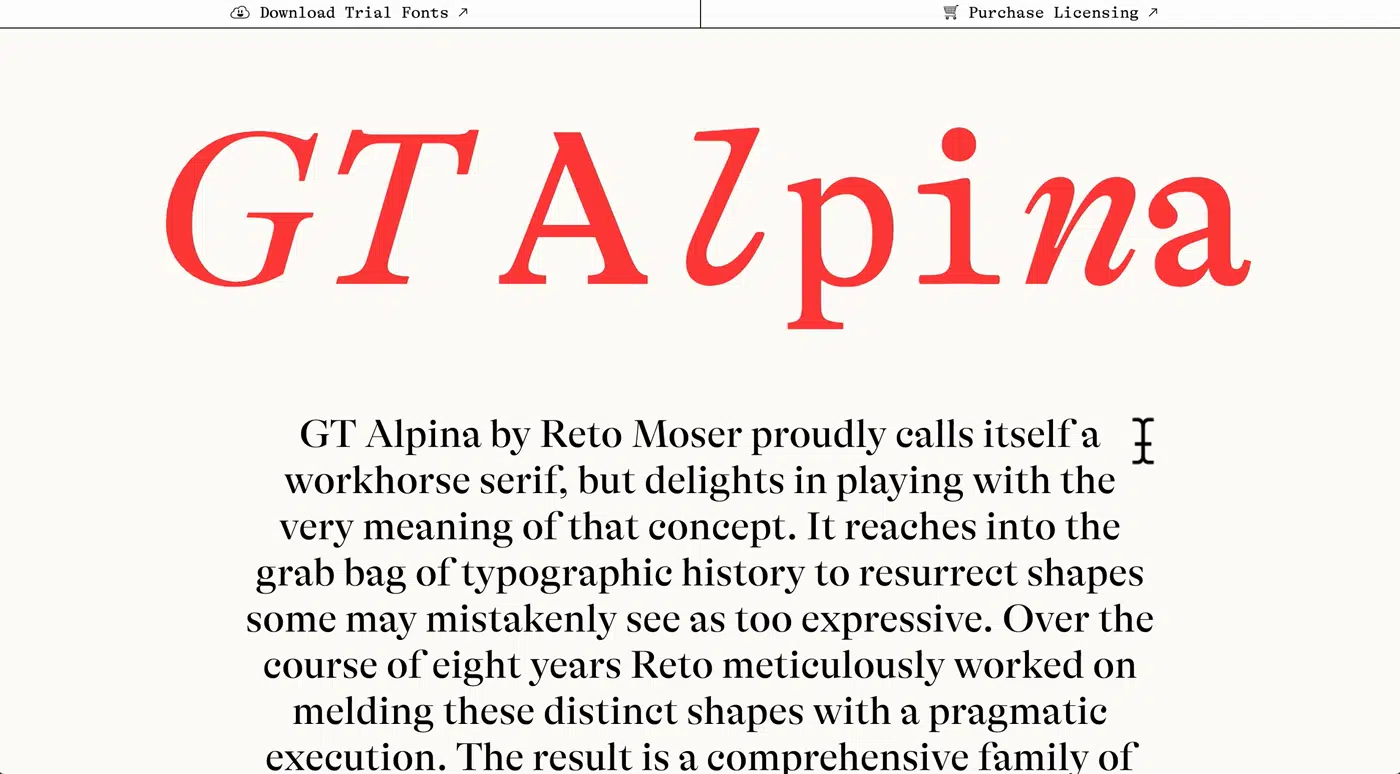 Download Trial Fonts ↗
Purchase Licensing ↗
GT Alpina
GT Alpina by Reto Moser proudly calls itself a
workhorse serif, but delights in playing with the
very meaning of that concept. It reaches into the
grab bag of typographic history to resurrect shapes
some may mistakenly see as too expressive. Over the
course of eight years Reto meticulously worked on
melding these distinct shapes with a pragmatic
execution. The result is a comprehensive family of